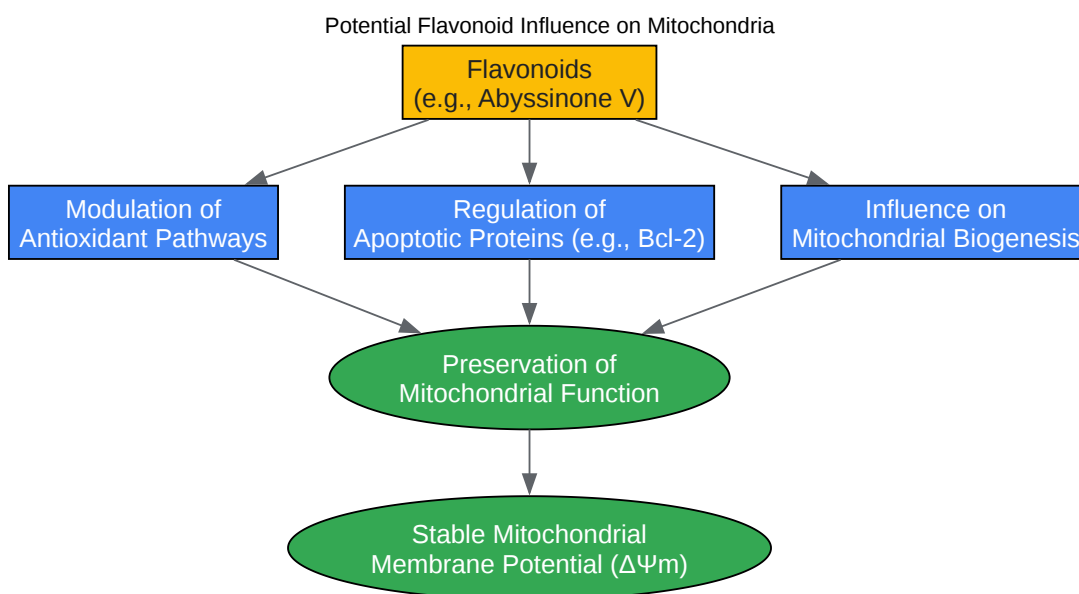 Potential Flavonoid Influence on Mitochondria
Flavonoids
(e.g., Abyssinone V)
Modulation of
Antioxidant Pathways
Regulation of
Apoptotic Proteins (e.g., Bcl-2)
Influence on
Mitochondrial Biogenesis
Preservation of
Mitochondrial Function
Stable Mitochondrial
Membrane Potential (ΔΨm)